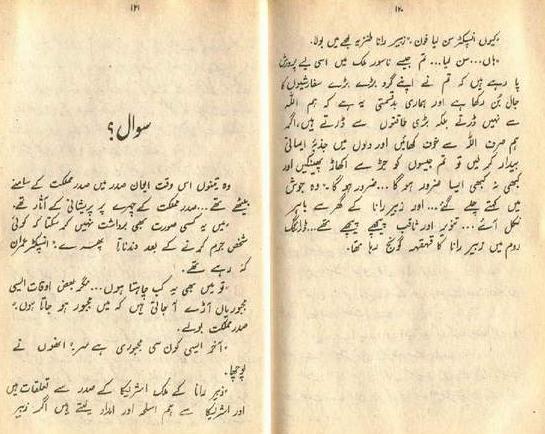 ۱۲۰
"کیوں انسپکٹر سن لیا فون" زبیر رانا طنزیہ لہجے میں بولا۔
"ہاں... سن لیا... تم جیسے ناسور ملک میں اسی لیے پرورش
پا رہے ہیں کہ تم نے اپنے گرد بڑے بڑے سفارشیوں کا
جال بُن رکھا ہے اور ہماری بدقسمتی یہ ہے کہ ہم اللہ
سے نہیں ڈرتے بلکہ بڑی طاقتوں سے ڈرتے ہیں، اگر
ہم صرف اللہ سے خوف کھائیں اور دلوں میں جذبۂ ایمانی
بیدار کر لیں تو تم جیسوں کو جڑ سے اکھاڑ پھینکیں اور
کبھی نہ کبھی ایسا ضرور ہو گا... ضرور ہو گا" وہ جوش
میں کہتے چلے گئے... اور زبیر رانا کے گھر سے باہر
نکل آئے... تنویر اور ثاقب پیچھے پیچھے تھے... ڈرائنگ
روم میں زبیر رانا کا قہقہہ گونج رہا تھا۔
۱۲۱
سوال؟
وہ تینوں اس وقت ایوان صدر میں صدر مملکت کے سامنے
بیٹھے تھے... صدر مملکت کے چہرے پر پریشانی کے آثار تھے۔
"میں یہ کسی صورت بھی برداشت نہیں کر سکتا کہ کوئی
شخص جرم کرنے کے بعد دندناتا پھرے" انسپکٹر عمران
کہہ رہے تھے۔
"تو میں بھی یہ کب چاہتا ہوں... مگر بعض اوقات ایسی
مجبوریاں آڑے آ جاتی ہیں کہ میں مجبور ہو جاتا ہوں"
صدر مملکت بولے۔
"آخر ایسی کون سی مجبوری ہے سر" انھوں نے
پوچھا۔
"زبیر رانا کے ملک اشریکا کے صدر سے تعلقات ہیں
اور اشریکا سے ہم اسلحہ اور امداد لیتے ہیں اگر زبیر